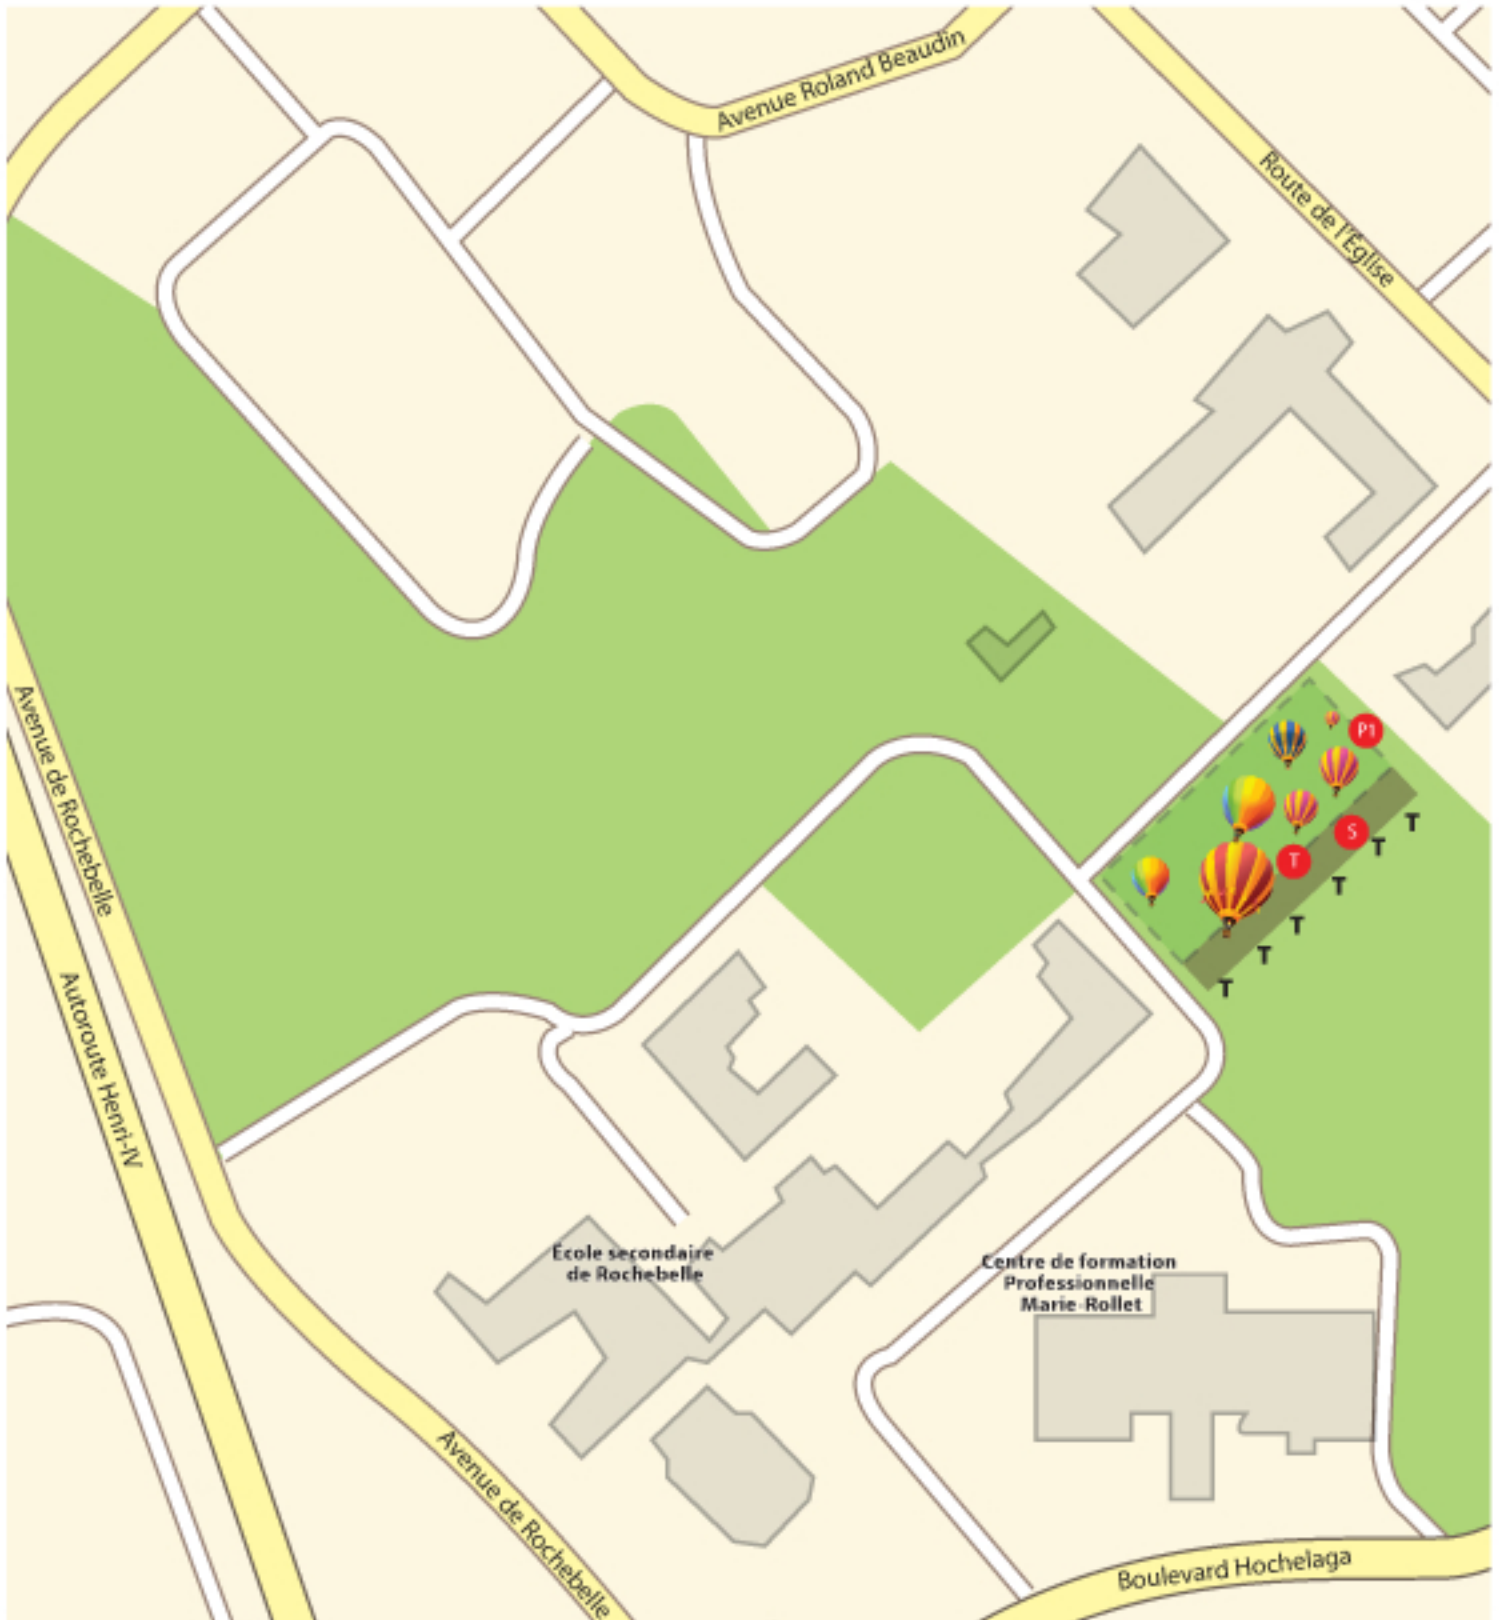 Avenue Roland Beaudin
Route de l'Église
P1
S
T
T
T
T
T
T
T
T
Avenue de Rochebelle
Autoroute Henri-IV
École secondaire
de Rochebelle
Centre de formation
Professionnelle
Marie-Rollet
Avenue de Rochebelle
Boulevard Hochelaga